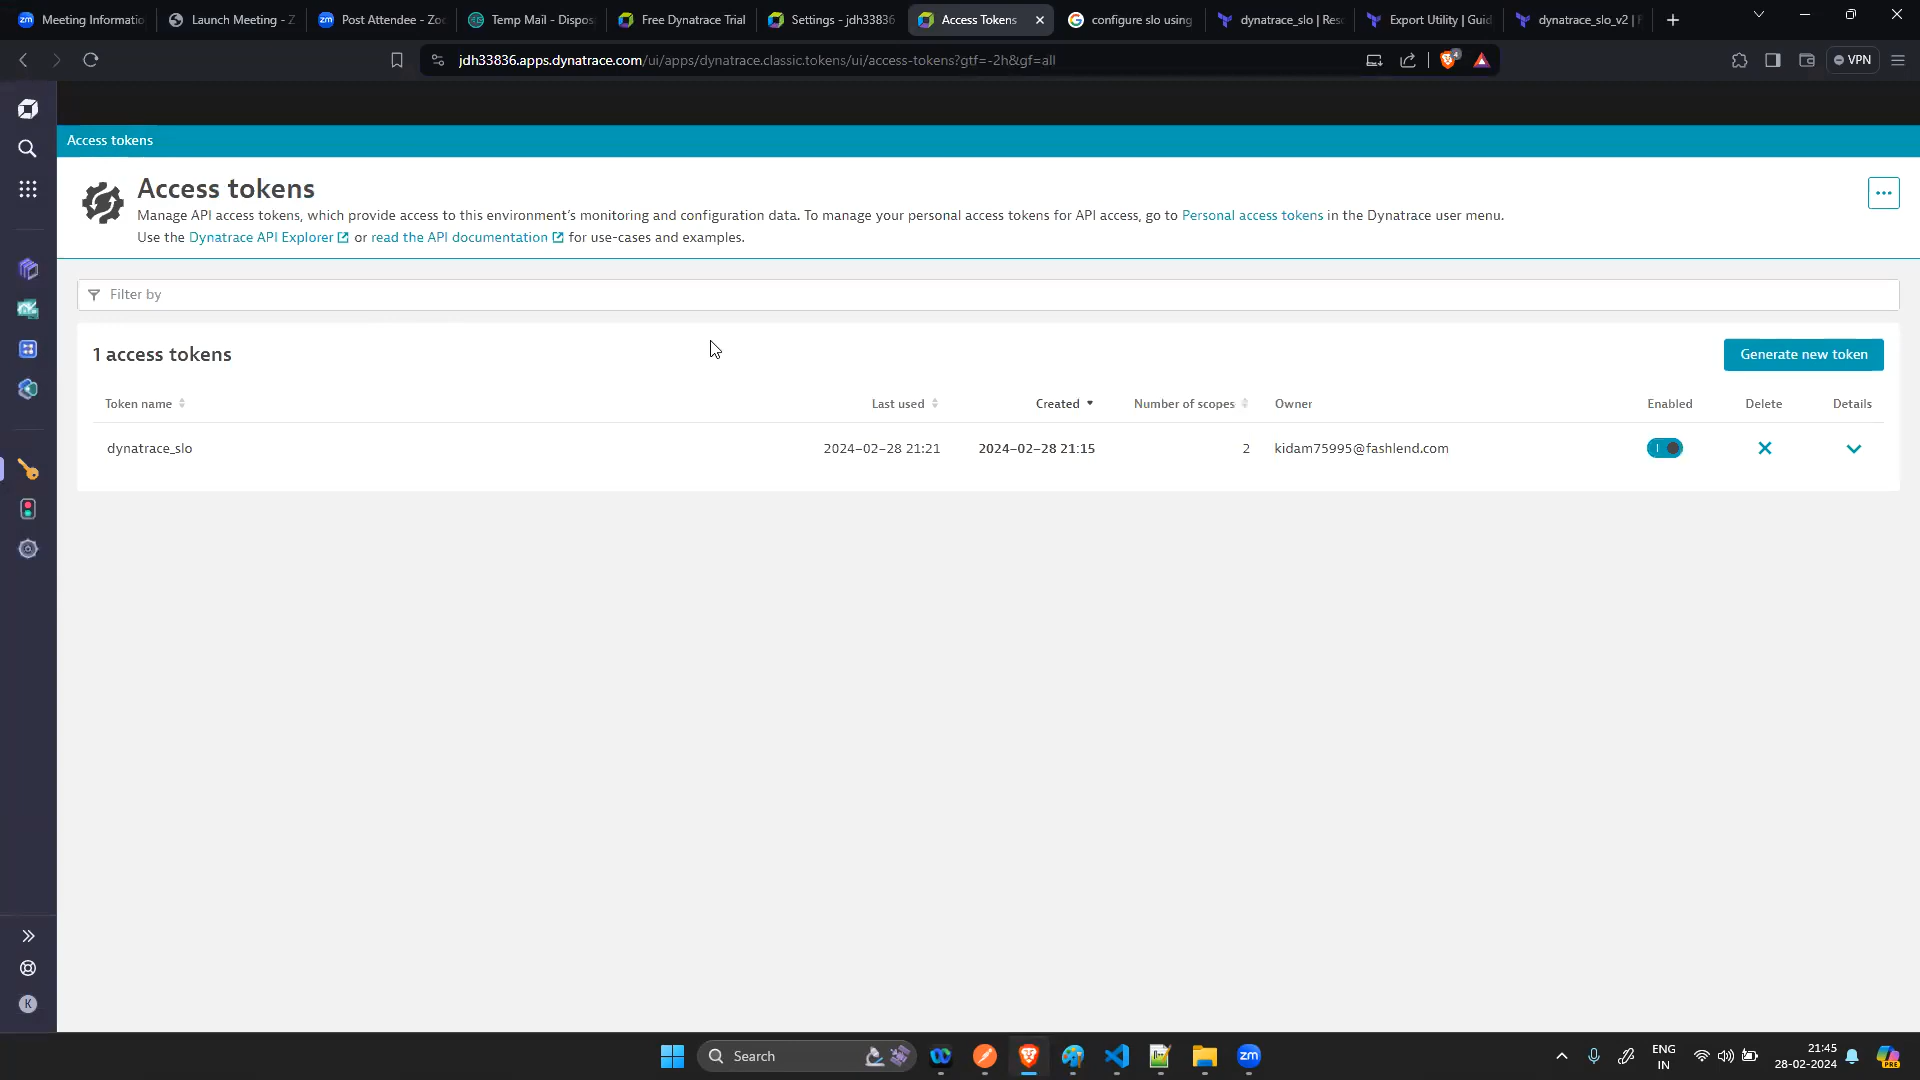 Meeting Informatio
Launch Meeting - Z
Post Attendee - Zoo
Temp Mail - Dispos
Free Dynatrace Trial
Settings - jdh33836
Access Tokens
configure slo using
dynatrace_slo | Reso
Export Utility | Guid
dynatrace_slo_v2 | R
jdh33836.apps.dynatrace.com/ui/apps/dynatrace.classic.tokens/ui/access-tokens?gtf=-2h&gf=all
4
VPN
Access tokens
Access tokens
Manage API access tokens, which provide access to this environment's monitoring and configuration data. To manage your personal access tokens for API access, go to Personal access tokens in the Dynatrace user menu.
Use the Dynatrace API Explorer or read the API documentation for use-cases and examples.
...
Filter by
1 access tokens
Generate new token
Token name Last used Created Number of scopes Owner Enabled Delete Details
dynatrace_slo 2024-02-28 21:21 2024-02-28 21:15 2 kidam75995@fashlend.com
K
Search
zm
ENG
IN
21:45
28-02-2024
PRE